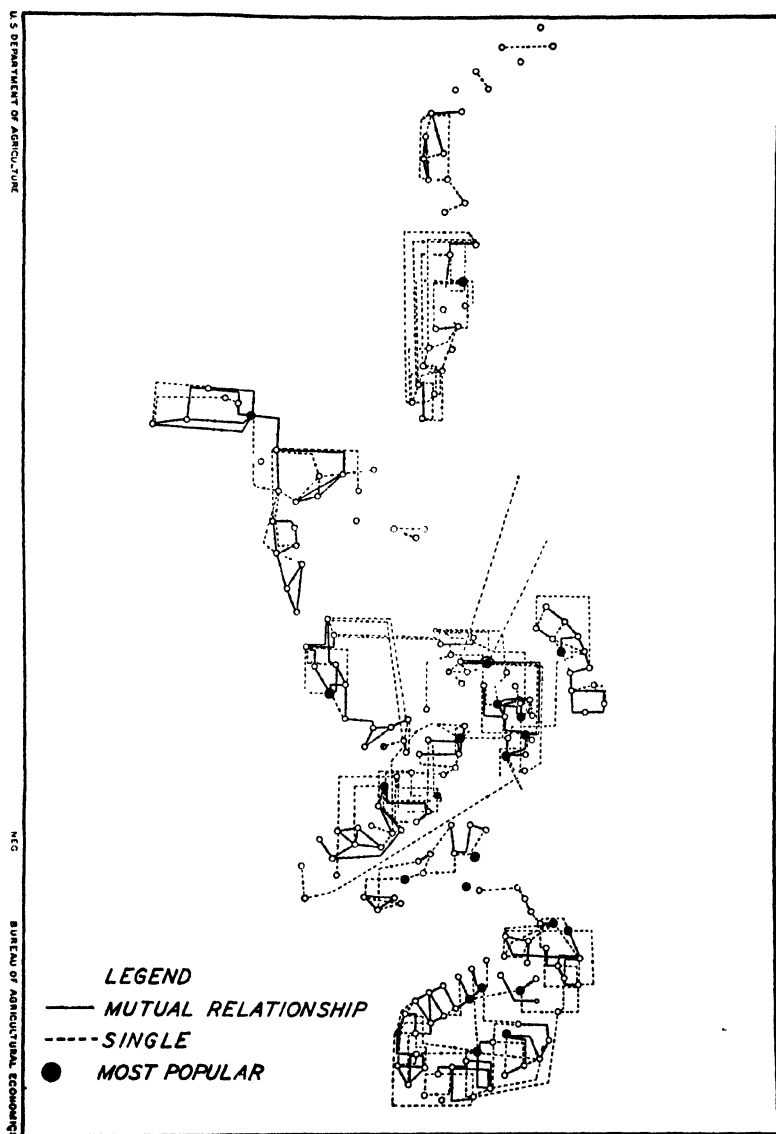 U.S DEPARTMENT OF AGRICULTURE
NEG
BUREAU OF AGRICULTURAL ECONOMICS
LEGEND
MUTUAL RELATIONSHIP
SINGLE
MOST POPULAR